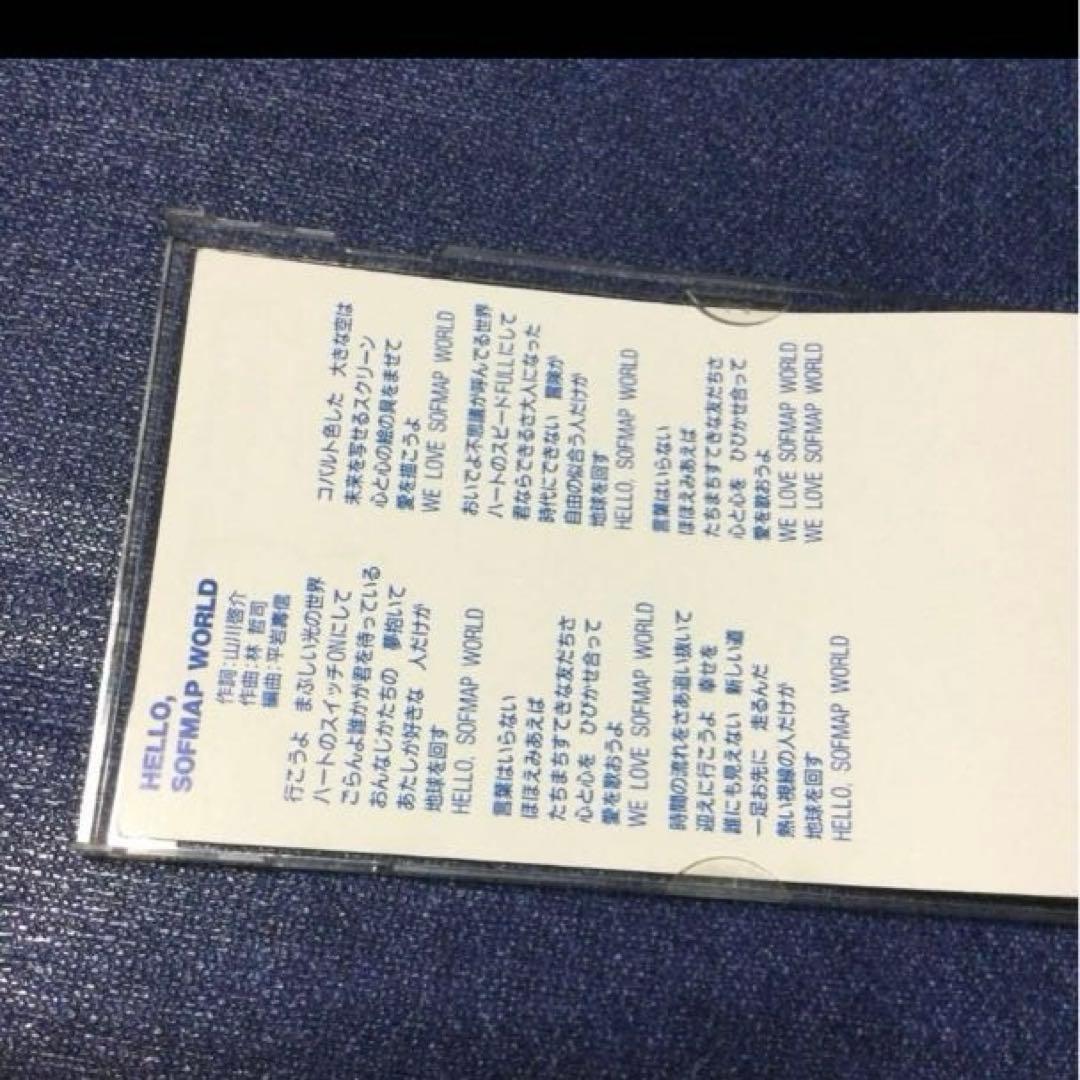 HELLO,
SOFMAP WORLD
作詞:山川啓介
作曲:林 哲司
編曲:平岩嘉信
行こうよ まぶしい光の世界
ハートのスイッチONにして
ごらんよ誰かが君を待っている
おんなじかたちの 夢抱いて
あたしが好きな 人だけが
地球を回す
HELLO, SOFMAP WORLD
言葉はいらない
ほほえみあえば
たちまちすてきな友だちさ
心と心を ひびかせ合って
愛を歌おうよ
WE LOVE SOFMAP WORLD
時間の流れをさあ追い抜いて
迎えに行こうよ 幸せを
誰にも見えない 新しい道
一足お先に 走るんだ
熱い視線の人だけが
地球を回す
HELLO, SOFMAP WORLD
コバルト色した 大きな空は
未来を写せるスクリーン
心と心の絵の具をまぜて
愛を描こうよ
WE LOVE SOFMAP WORLD
おいでよ不思議が呼んでる世界
ハートのスピードFULLにして
君ならできるさ大人になった
時代にできない 冒険が
自由の似合う人だけが
地球を回す
HELLO, SOFMAP WORLD
言葉はいらない
ほほえみあえば
たちまちすてきな友だちさ
心と心を ひびかせ合って
愛を歌おうよ
WE LOVE SOFMAP WORLD
WE LOVE SOFMAP WORLD